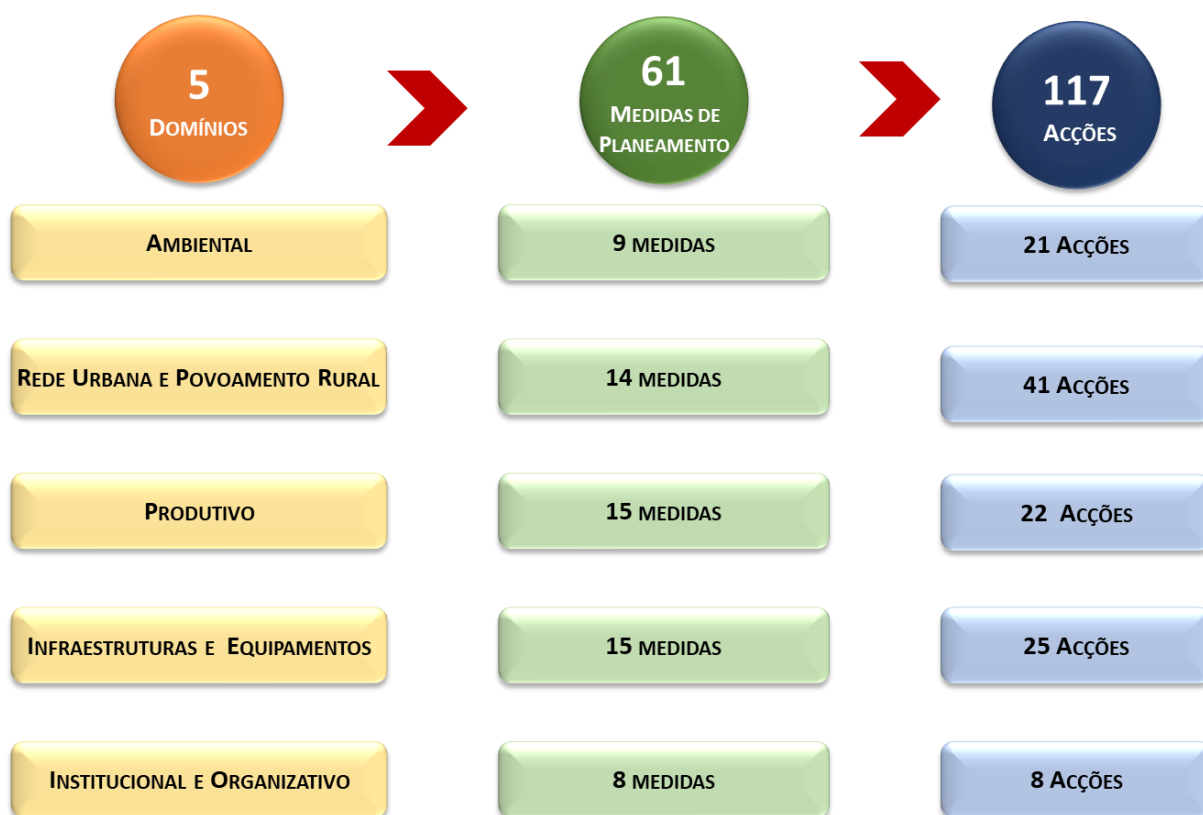 5
Domínios
61
Medidas de
Planeamento
117
Acções
Ambiental
9 medidas
21 Acções
Rede Urbana e Povoamento Rural
14 medidas
41 Acções
Produtivo
15 medidas
22 Acções
Infraestruturas e Equipamentos
15 medidas
25 Acções
Institucional e Organizativo
8 medidas
8 Acções